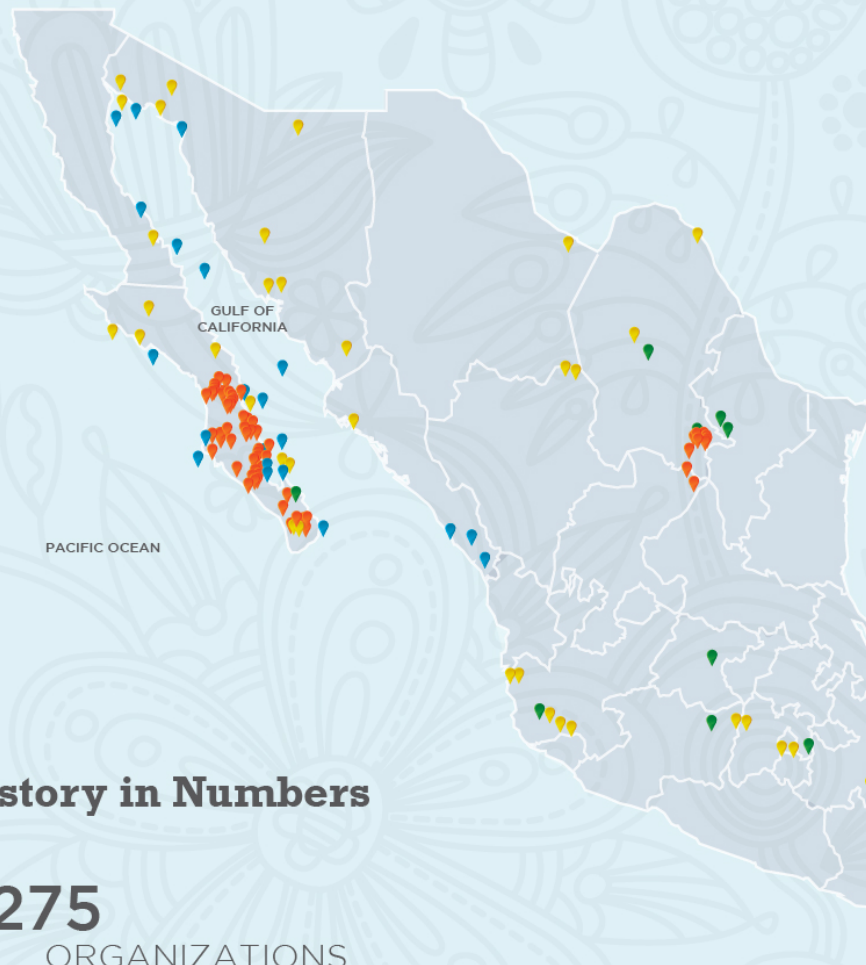 GULF OF
CALIFORNIA
PACIFIC OCEAN
story in Numbers
275
ORGANIZATIONS